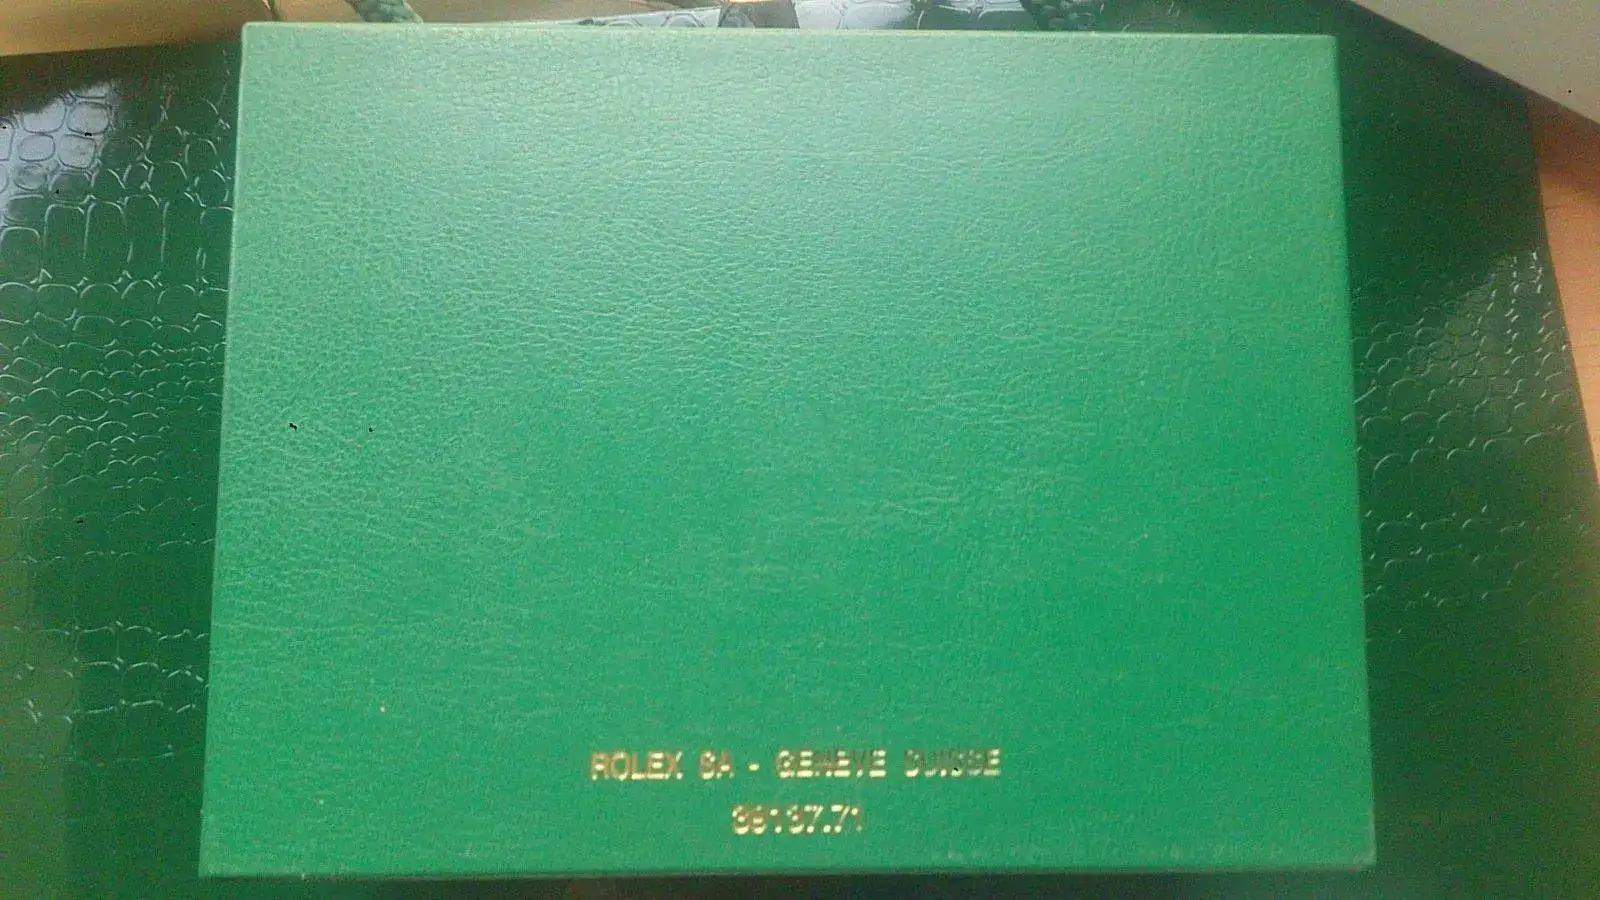 ROLEX SA - GENEVE SUISSE
39137.71